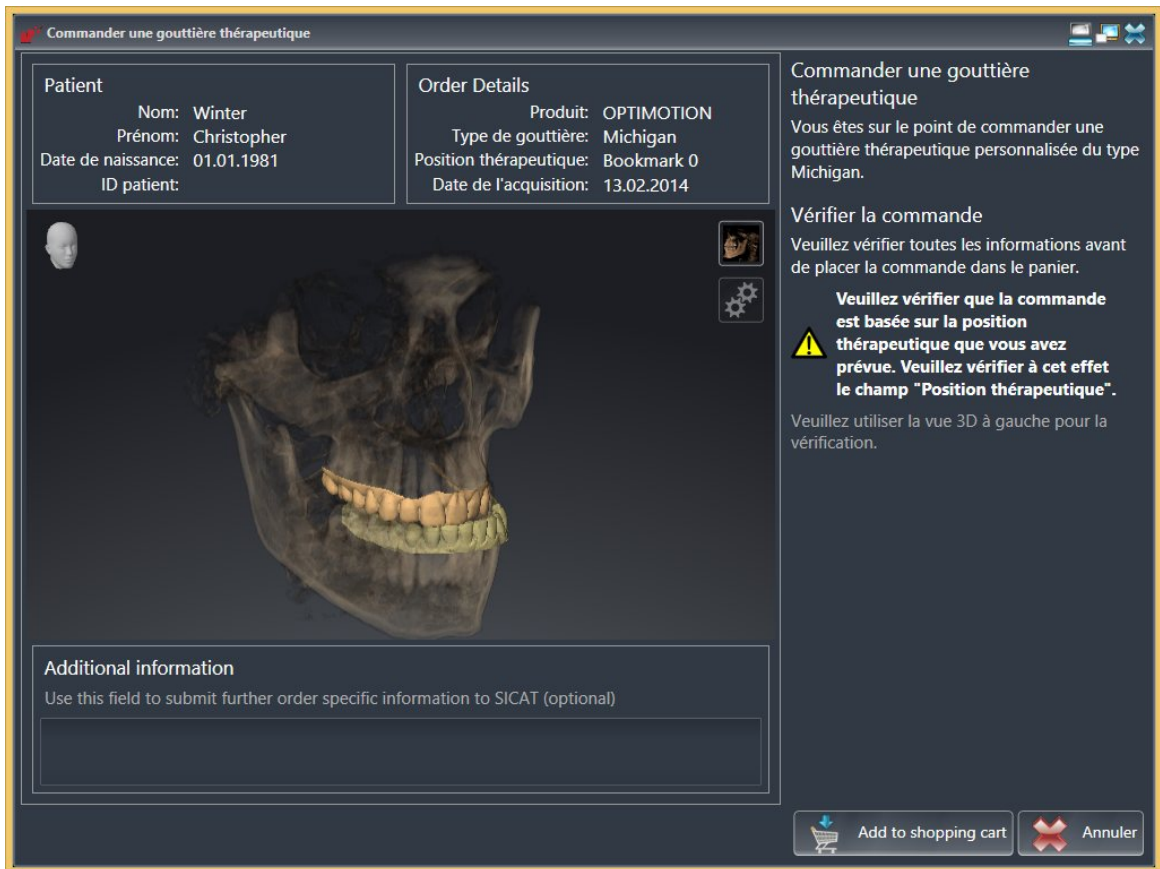 Commander une gouttière thérapeutique
Patient
Nom: Winter
Prénom: Christopher
Date de naissance: 01.01.1981
ID patient:
Order Details
Produit: OPTIMOTION
Type de gouttière: Michigan
Position thérapeutique: Bookmark 0
Date de l'acquisition: 13.02.2014
Additional information
Use this field to submit further order specific information to SICAT (optional)
Commander une gouttière
thérapeutique
Vous êtes sur le point de commander une
gouttière thérapeutique personnalisée du type
Michigan.
Vérifier la commande
Veuillez vérifier toutes les informations avant
de placer la commande dans le panier.
Veuillez vérifier que la commande
est basée sur la position
thérapeutique que vous avez
prévue. Veuillez vérifier à cet effet
le champ "Position thérapeutique".
Veuillez utiliser la vue 3D à gauche pour la
vérification.
Add to shopping cart
Annuler